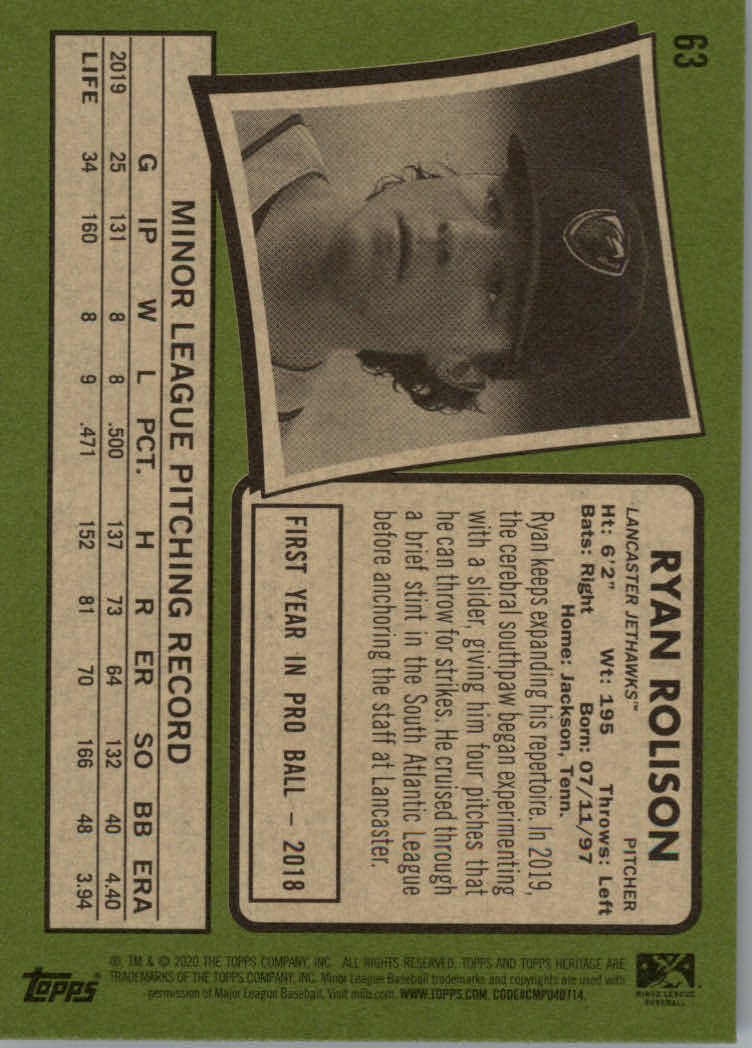 63
RYAN ROLISON
LANCASTER JETHAWKS™ PITCHER
Ht: 6'2" Wt: 195 Throws: Left
Bats: Right Born: 07/11/97
Home: Jackson, Tenn.
Ryan keeps expanding his repertoire. In 2019,
the cerebral southpaw began experimenting
with a slider, giving him four pitches that
he can throw for strikes. He cruised through
a brief stint in the South Atlantic League
before anchoring the staff at Lancaster.
FIRST YEAR IN PRO BALL – 2018
MINOR LEAGUE PITCHING RECORD
G IP W L PCT. H R ER SO BB ERA
2019 25 131 8 8 .500 137 73 64 132 40 4.40
LIFE 34 160 8 9 .471 152 81 70 166 48 3.94
MINOR LEAGUE
BASEBALL
®, TM & © 2020 THE TOPPS COMPANY, INC. ALL RIGHTS RESERVED. TOPPS AND TOPPS HERITAGE ARE
TRADEMARKS OF THE TOPPS COMPANY, INC. Minor League Baseball trademarks and copyrights are used with
permission of Major League Baseball. Visit milb.com. WWW.TOPPS.COM. CODE#CMP040714.
topps®